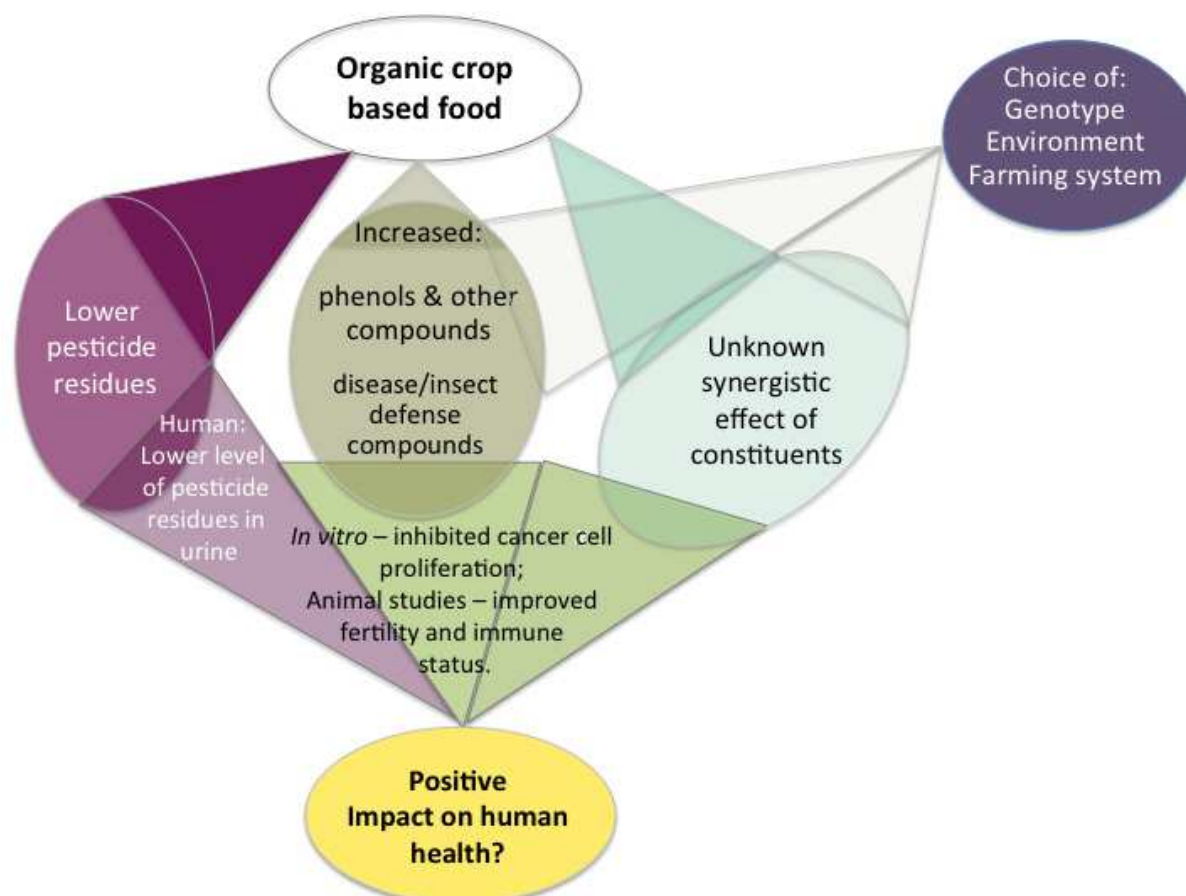 Organic crop
based food
Choice of:
Genotype
Environment
Farming system
Lower
pesticide
residues
Increased:
phenols & other
compounds
disease/insect
defense
compounds
Unknown
synergistic
effect of
constituents
Human:
Lower level
of pesticide
residues in
urine
In vitro – inhibited cancer cell
proliferation;
Animal studies – improved
fertility and immune
status.
Positive
Impact on human
health?